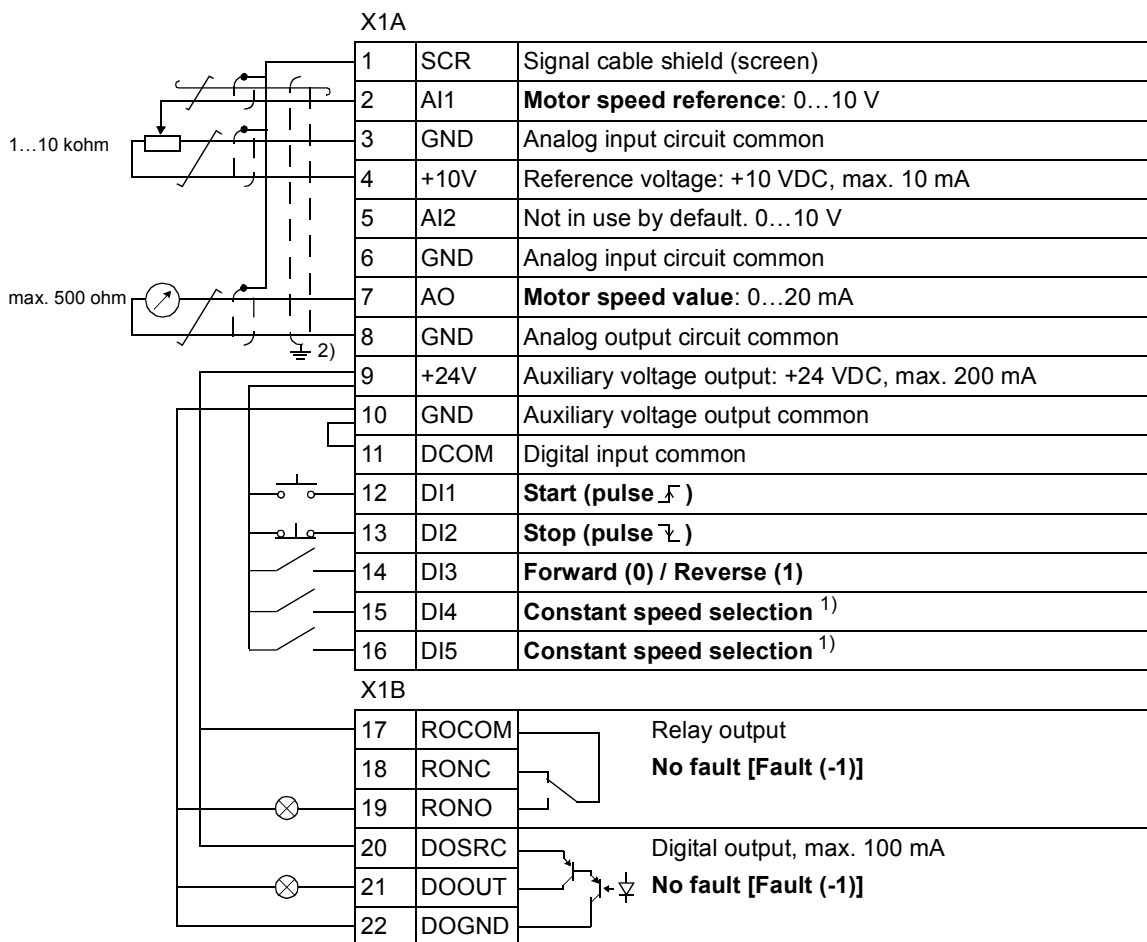 X1A
1 SCR Signal cable shield (screen)
2 AI1 Motor speed reference: 0…10 V
1…10 kohm 3 GND Analog input circuit common
4 +10V Reference voltage: +10 VDC, max. 10 mA
5 AI2 Not in use by default. 0…10 V
6 GND Analog input circuit common
max. 500 ohm 7 AO Motor speed value: 0…20 mA
8 GND Analog output circuit common
2)
9 +24V Auxiliary voltage output: +24 VDC, max. 200 mA
10 GND Auxiliary voltage output common
11 DCOM Digital input common
12 DI1 Start (pulse )
13 DI2 Stop (pulse )
14 DI3 Forward (0) / Reverse (1)
15 DI4 Constant speed selection 1)
16 DI5 Constant speed selection 1)
X1B
17 ROCOM Relay output
18 RONC No fault [Fault (-1)]
19 RONO
20 DOSRC Digital output, max. 100 mA
21 DOOUT No fault [Fault (-1)]
22 DOGND